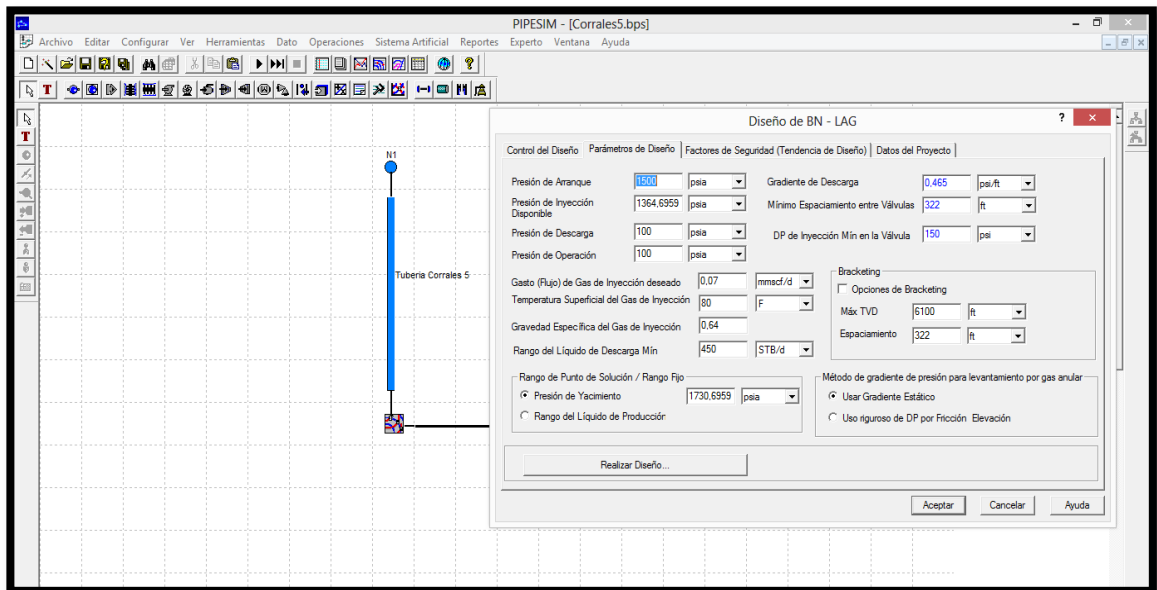 PIPESIM - [Corrales5.bps]
Archivo Editar Configurar Ver Herramientas Dato Operaciones Sistema Artificial Reportes Experto Ventana Ayuda
T
T
N1
Tuberia Corrales 5
Diseño de BN - LAG
Control del Diseño Parámetros de Diseño Factores de Seguridad (Tendencia de Diseño) Datos del Proyecto
Presión de Arranque 1500 psia Gradiente de Descarga 0,465 psi/ft
Presión de Inyección Disponible 1364,6959 psia Mínimo Espaciamiento entre Válvulas 322 ft
Presión de Descarga 100 psia DP de Inyección Mín en la Válvula 150 psi
Presión de Operación 100 psia
Gasto (Flujo) de Gas de Inyección deseado 0,07 mmscf/d
Temperatura Superficial del Gas de Inyección 80 F
Gravedad Específica del Gas de Inyección 0,64
Rango del Líquido de Descarga Mín 450 STB/d
Bracketing
Opciones de Bracketing
Máx TVD 6100 ft
Espaciamiento 322 ft
Rango de Punto de Solución / Rango Fijo
Presión de Yacimiento 1730,6959 psia
Rango del Líquido de Producción
Método de gradiente de presión para levantamiento por gas anular
Usar Gradiente Estático
Uso riguroso de DP por Fricción Elevación
Realizar Diseño...
Aceptar Cancelar Ayuda